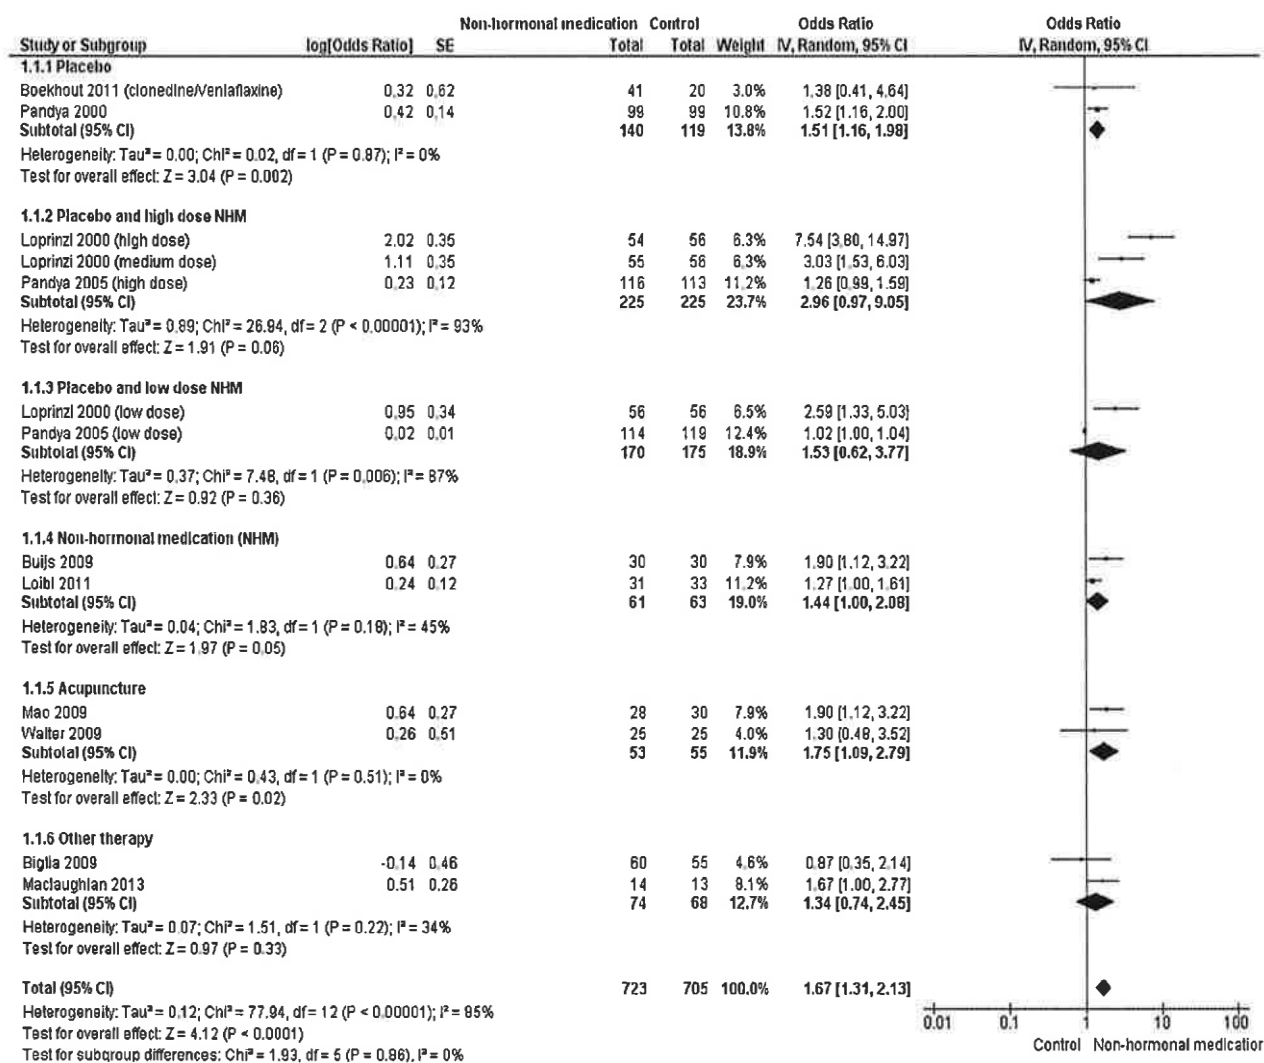 Non-hormonal medication Control Odds Ratio Odds Ratio
Study or Subgroup log[Odds Ratio] SE Total Total Weight IV, Random, 95% CI IV, Random, 95% CI
1.1.1 Placebo
Boekhout 2011 (clonedine/Venlaflaxine) 0.32 0.62 41 20 3.0% 1.38 [0.41, 4.64]
Pandya 2000 0.42 0.14 99 99 10.8% 1.52 [1.16, 2.00]
Subtotal (95% CI) 140 119 13.8% 1.51 [1.16, 1.98]
Heterogeneity: Tau² = 0.00; Chi² = 0.02, df = 1 (P = 0.87); I² = 0%
Test for overall effect: Z = 3.04 (P = 0.002)
1.1.2 Placebo and high dose NHM
Loprinzi 2000 (high dose) 2.02 0.35 54 56 6.3% 7.54 [3.80, 14.97]
Loprinzi 2000 (medium dose) 1.11 0.35 55 56 6.3% 3.03 [1.53, 6.03]
Pandya 2005 (high dose) 0.23 0.12 116 113 11.2% 1.26 [0.99, 1.59]
Subtotal (95% CI) 225 225 23.7% 2.96 [0.97, 9.05]
Heterogeneity: Tau² = 0.89; Chi² = 26.94, df = 2 (P < 0.00001); I² = 93%
Test for overall effect: Z = 1.91 (P = 0.06)
1.1.3 Placebo and low dose NHM
Loprinzl 2000 (low dose) 0.95 0.34 56 56 6.5% 2.59 [1.33, 5.03]
Pandya 2005 (low dose) 0.02 0.01 114 119 12.4% 1.02 [1.00, 1.04]
Subtotal (95% CI) 170 175 18.9% 1.53 [0.62, 3.77]
Heterogeneity: Tau² = 0.37; Chi² = 7.48, df = 1 (P = 0.006); I² = 87%
Test for overall effect: Z = 0.92 (P = 0.36)
1.1.4 Non-hormonal medication (NHM)
Buijs 2009 0.64 0.27 30 30 7.9% 1.90 [1.12, 3.22]
Loibl 2011 0.24 0.12 31 33 11.2% 1.27 [1.00, 1.61]
Subtotal (95% CI) 61 63 19.0% 1.44 [1.00, 2.08]
Heterogeneity: Tau² = 0.04; Chi² = 1.83, df = 1 (P = 0.18); I² = 45%
Test for overall effect: Z = 1.97 (P = 0.05)
1.1.5 Acupuncture
Mao 2009 0.64 0.27 28 30 7.9% 1.90 [1.12, 3.22]
Walter 2009 0.26 0.51 25 25 4.0% 1.30 [0.48, 3.52]
Subtotal (95% CI) 53 55 11.9% 1.75 [1.09, 2.79]
Heterogeneity: Tau² = 0.00; Chi² = 0.43, df = 1 (P = 0.51); I² = 0%
Test for overall effect: Z = 2.33 (P = 0.02)
1.1.6 Other therapy
Biglia 2009 -0.14 0.46 60 55 4.6% 0.87 [0.35, 2.14]
Maclaughlan 2013 0.51 0.26 14 13 8.1% 1.67 [1.00, 2.77]
Subtotal (95% CI) 74 68 12.7% 1.34 [0.74, 2.45]
Heterogeneity: Tau² = 0.07; Chi² = 1.51, df = 1 (P = 0.22); I² = 34%
Test for overall effect: Z = 0.97 (P = 0.33)
Total (95% CI) 723 705 100.0% 1.67 [1.31, 2.13]
Heterogeneity: Tau² = 0.12; Chi² = 77.94, df = 12 (P < 0.00001); I² = 85%
Test for overall effect: Z = 4.12 (P < 0.0001)
Test for subgroup differences: Chi² = 1.93, df = 5 (P = 0.86), I² = 0%
0.01 0.1 1 10 100
Control Non-hormonal medication